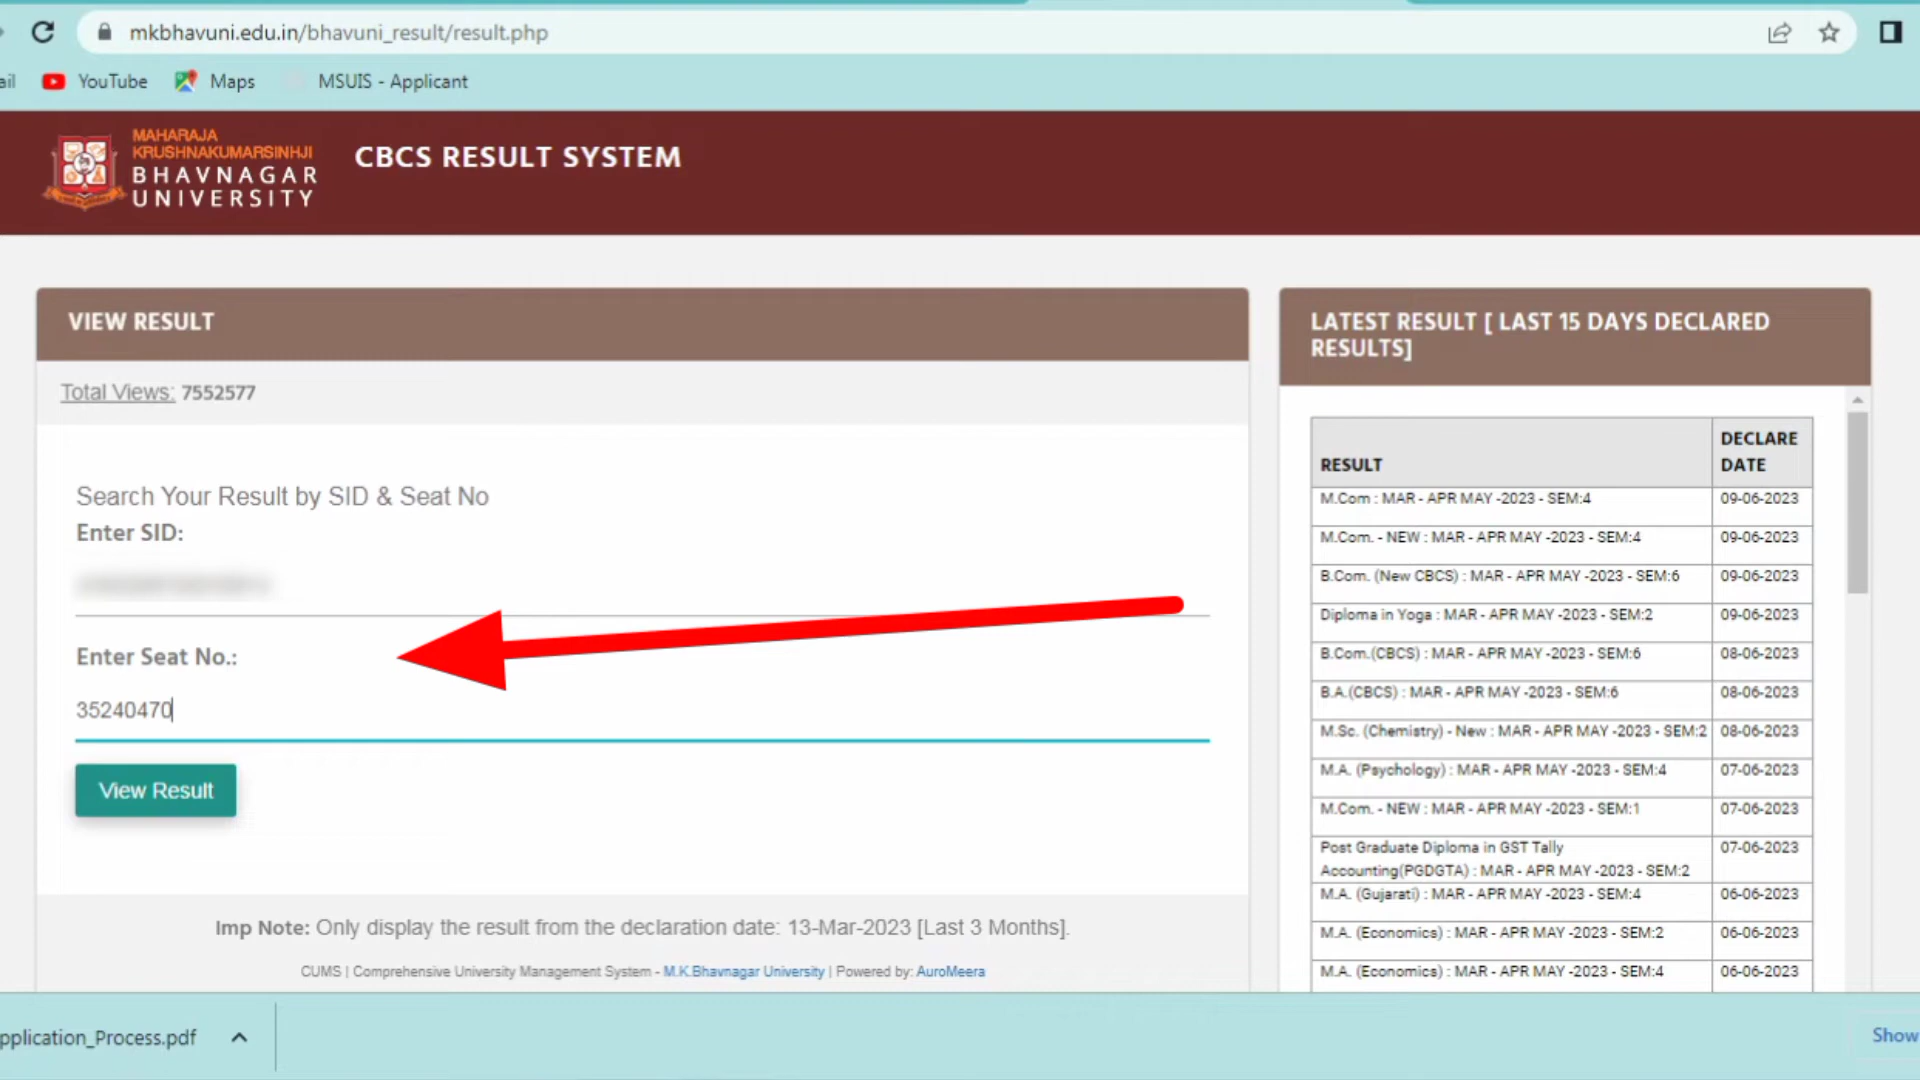 mkbhavuni.edu.in/bhavuni_result/result.php
ail YouTube Maps MSUIS - Applicant
MAHARAJA
KRUSHNAKUMARSINHJI
BHAVNAGAR
UNIVERSITY
CBCS RESULT SYSTEM
VIEW RESULT
Total Views: 7552577
Search Your Result by SID & Seat No
Enter SID:
Enter Seat No.:
35240470
View Result
Imp Note: Only display the result from the declaration date: 13-Mar-2023 [Last 3 Months].
CUMS | Comprehensive University Management System - M.K.Bhavnagar University | Powered by: AuroMeera
LATEST RESULT [ LAST 15 DAYS DECLARED
RESULTS]
RESULT DECLARE
DATE
M.Com : MAR - APR MAY -2023 - SEM:4 09-06-2023
M.Com. - NEW : MAR - APR MAY -2023 - SEM:4 09-06-2023
B.Com. (New CBCS) : MAR - APR MAY -2023 - SEM:6 09-06-2023
Diploma in Yoga : MAR - APR MAY -2023 - SEM:2 09-06-2023
B.Com.(CBCS) : MAR - APR MAY -2023 - SEM:6 08-06-2023
B.A.(CBCS) : MAR - APR MAY -2023 - SEM:6 08-06-2023
M.Sc. (Chemistry) - New : MAR - APR MAY -2023 - SEM:2 08-06-2023
M.A. (Psychology) : MAR - APR MAY -2023 - SEM:4 07-06-2023
M.Com. - NEW : MAR - APR MAY -2023 - SEM:1 07-06-2023
Post Graduate Diploma in GST Tally 07-06-2023
Accounting(PGDGTA) : MAR - APR MAY -2023 - SEM:2
M.A. (Gujarati) : MAR - APR MAY -2023 - SEM:4 06-06-2023
M.A. (Economics) : MAR - APR MAY -2023 - SEM:2 06-06-2023
M.A. (Economics) : MAR - APR MAY -2023 - SEM:4 06-06-2023
pplication_Process.pdf
Show